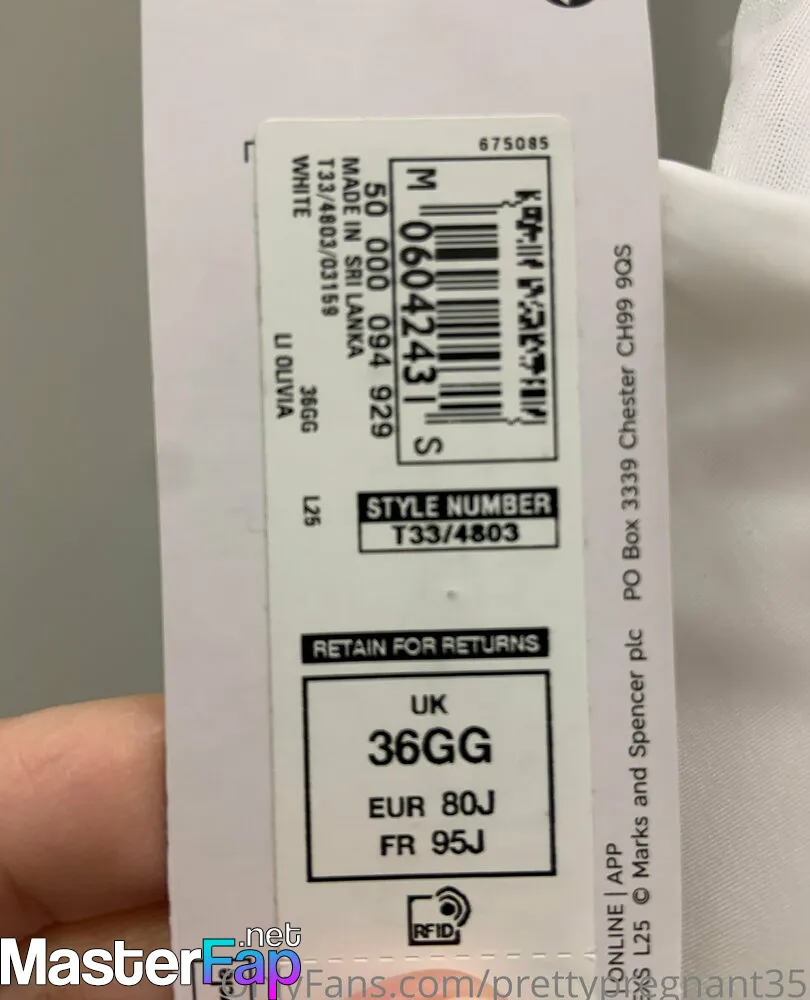 675085
M 06042431 S
50 000 094 929
MADE IN SRI LANKA
T33/4803/03159
WHITE
36GG L25
LI OLIVIA
STYLE NUMBER
T33/4803
RETAIN FOR RETURNS
UK
36GG
EUR 80J
FR 95J
RFID
ONLINE | APP
L25 © Marks and Spencer plc PO Box 3339 Chester CH99 9QS
MasterFap.net
OnlyFans.com/prettypregnant35